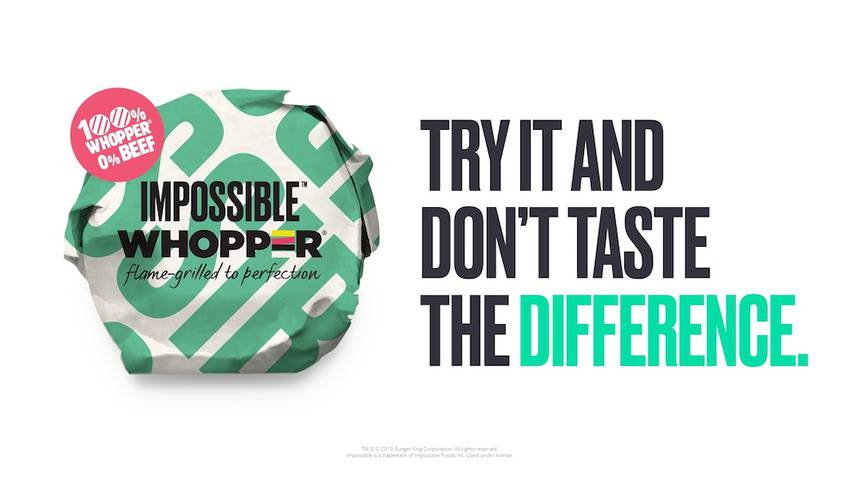 100%
WHOPPER®
0% BEEF
IMPOSSIBLE™
WHOPPER®
flame-grilled to perfection
TRY IT AND
DON'T TASTE
THE DIFFERENCE.
TM & © 2019 Burger King Corporation. All rights reserved.
Impossible is a trademark of Impossible Foods Inc. Used under license.